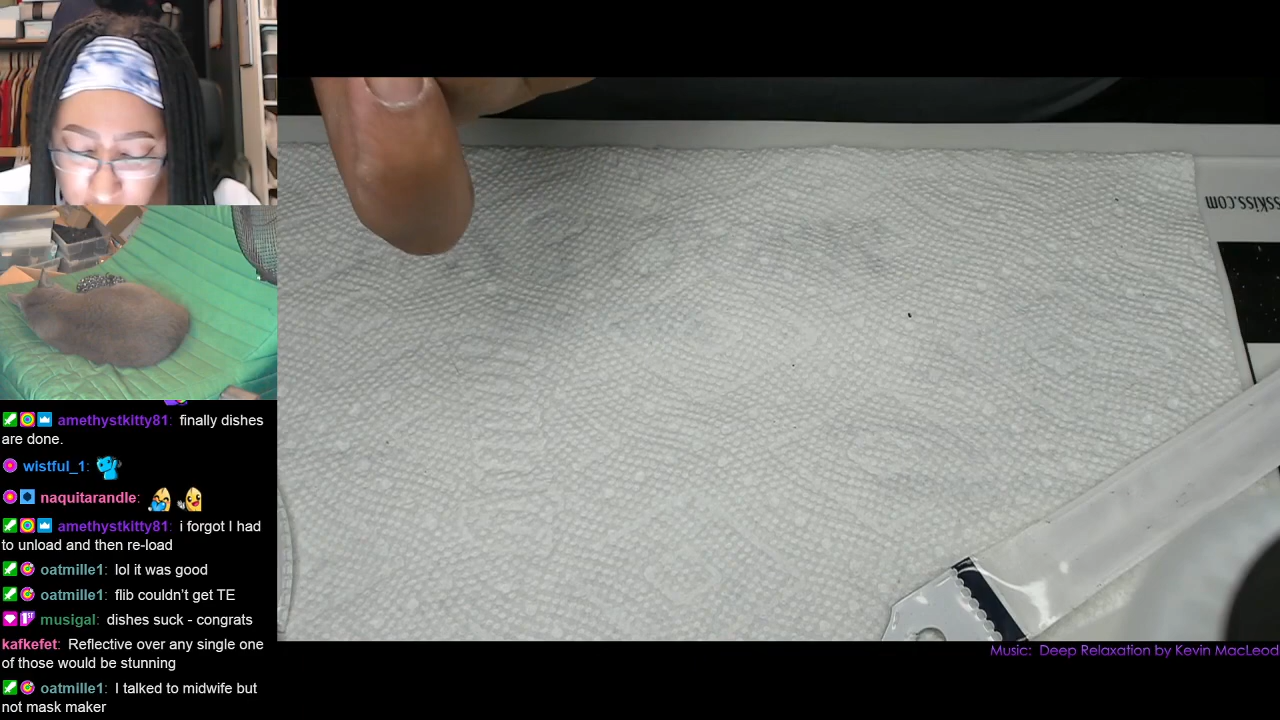 sskiss.com
amethystkitty81: finally dishes
are done.
wistful_1:
naquitarandle:
amethystkitty81: i forgot I had
to unload and then re-load
oatmille1: lol it was good
oatmille1: flib couldn't get TE
musigal: dishes suck - congrats
kafkefet: Reflective over any single one
of those would be stunning
oatmille1: I talked to midwife but
not mask maker
Music: Deep Relaxation by Kevin MacLeod